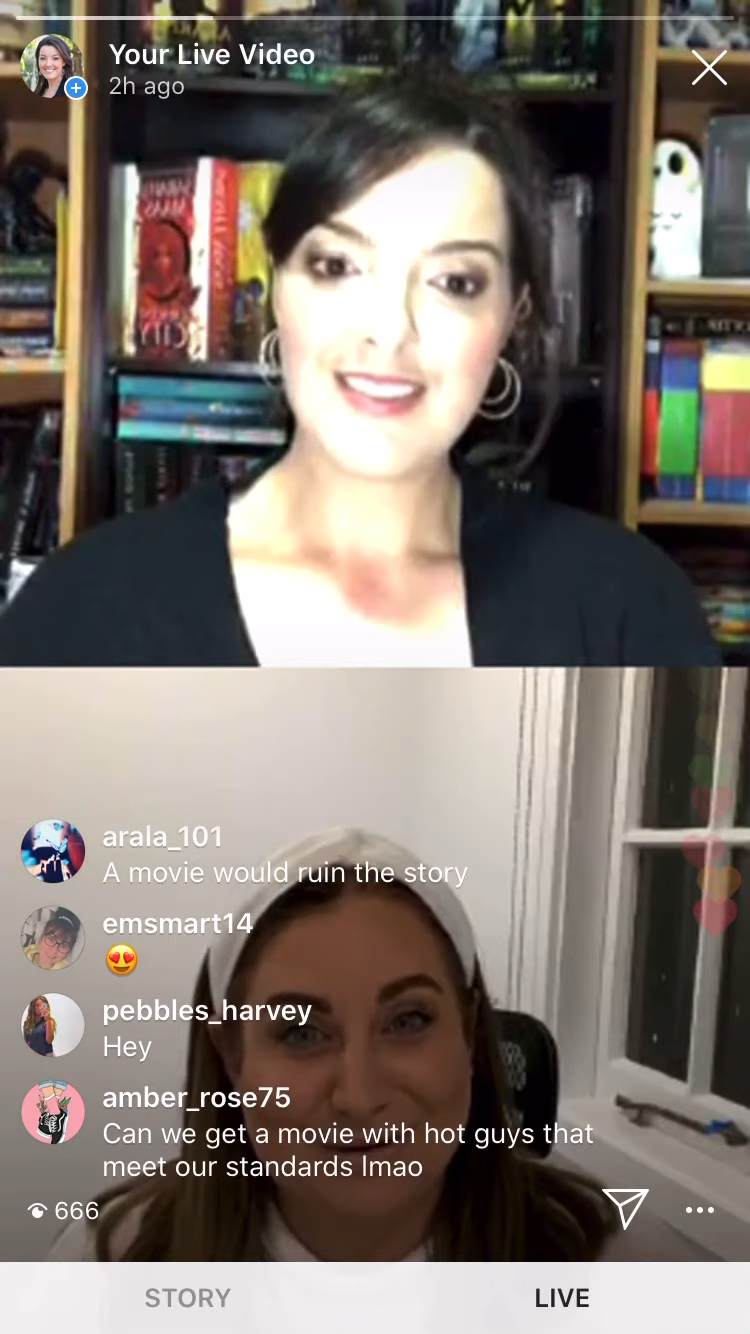 Your Live Video
2h ago
arala_101
A movie would ruin the story
emsmart14
😍
pebbles_harvey
Hey
amber_rose75
Can we get a movie with hot guys that
meet our standards lmao
666
STORY
LIVE